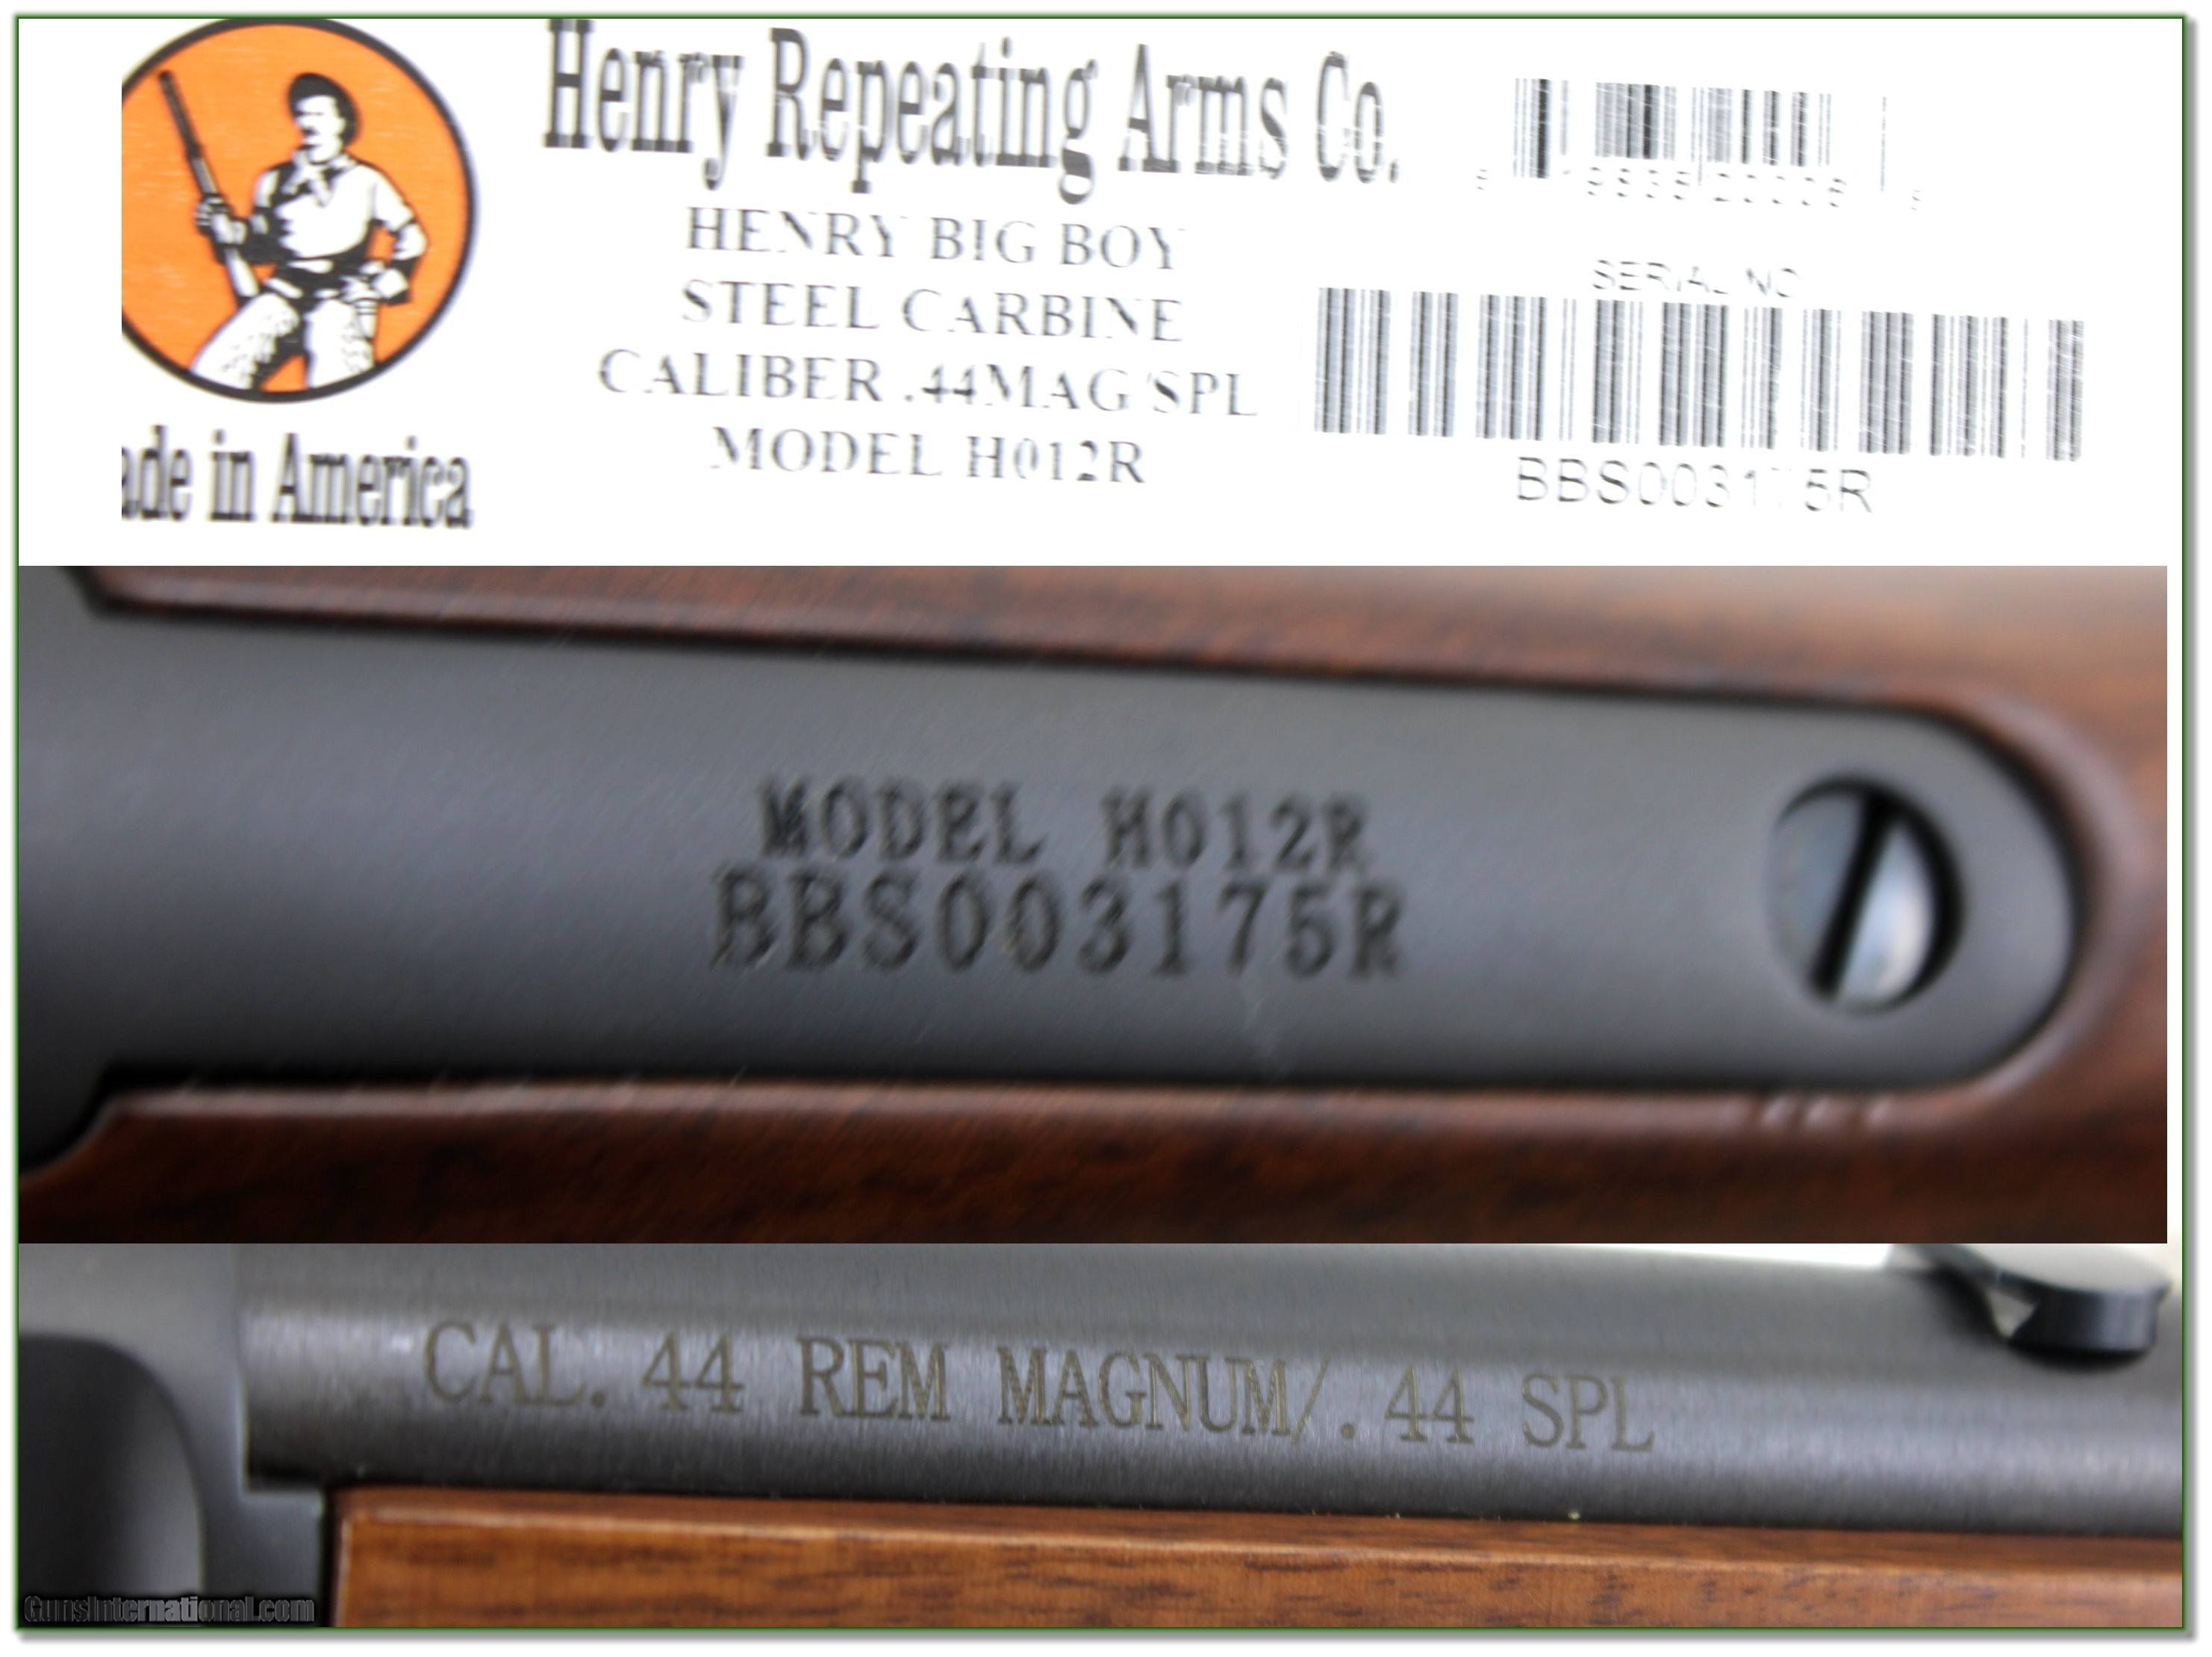 Henry Repeating Arms Co.
HENRY BIG BOY
STEEL CARBINE
CALIBER .44MAG/SPL
MODEL H012R
ade in America
SERIAL NO
BBS003175R
MODEL H012R
BBS003175R
CAL. 44 REM MAGNUM/. 44 SPL
GunsInternational.com